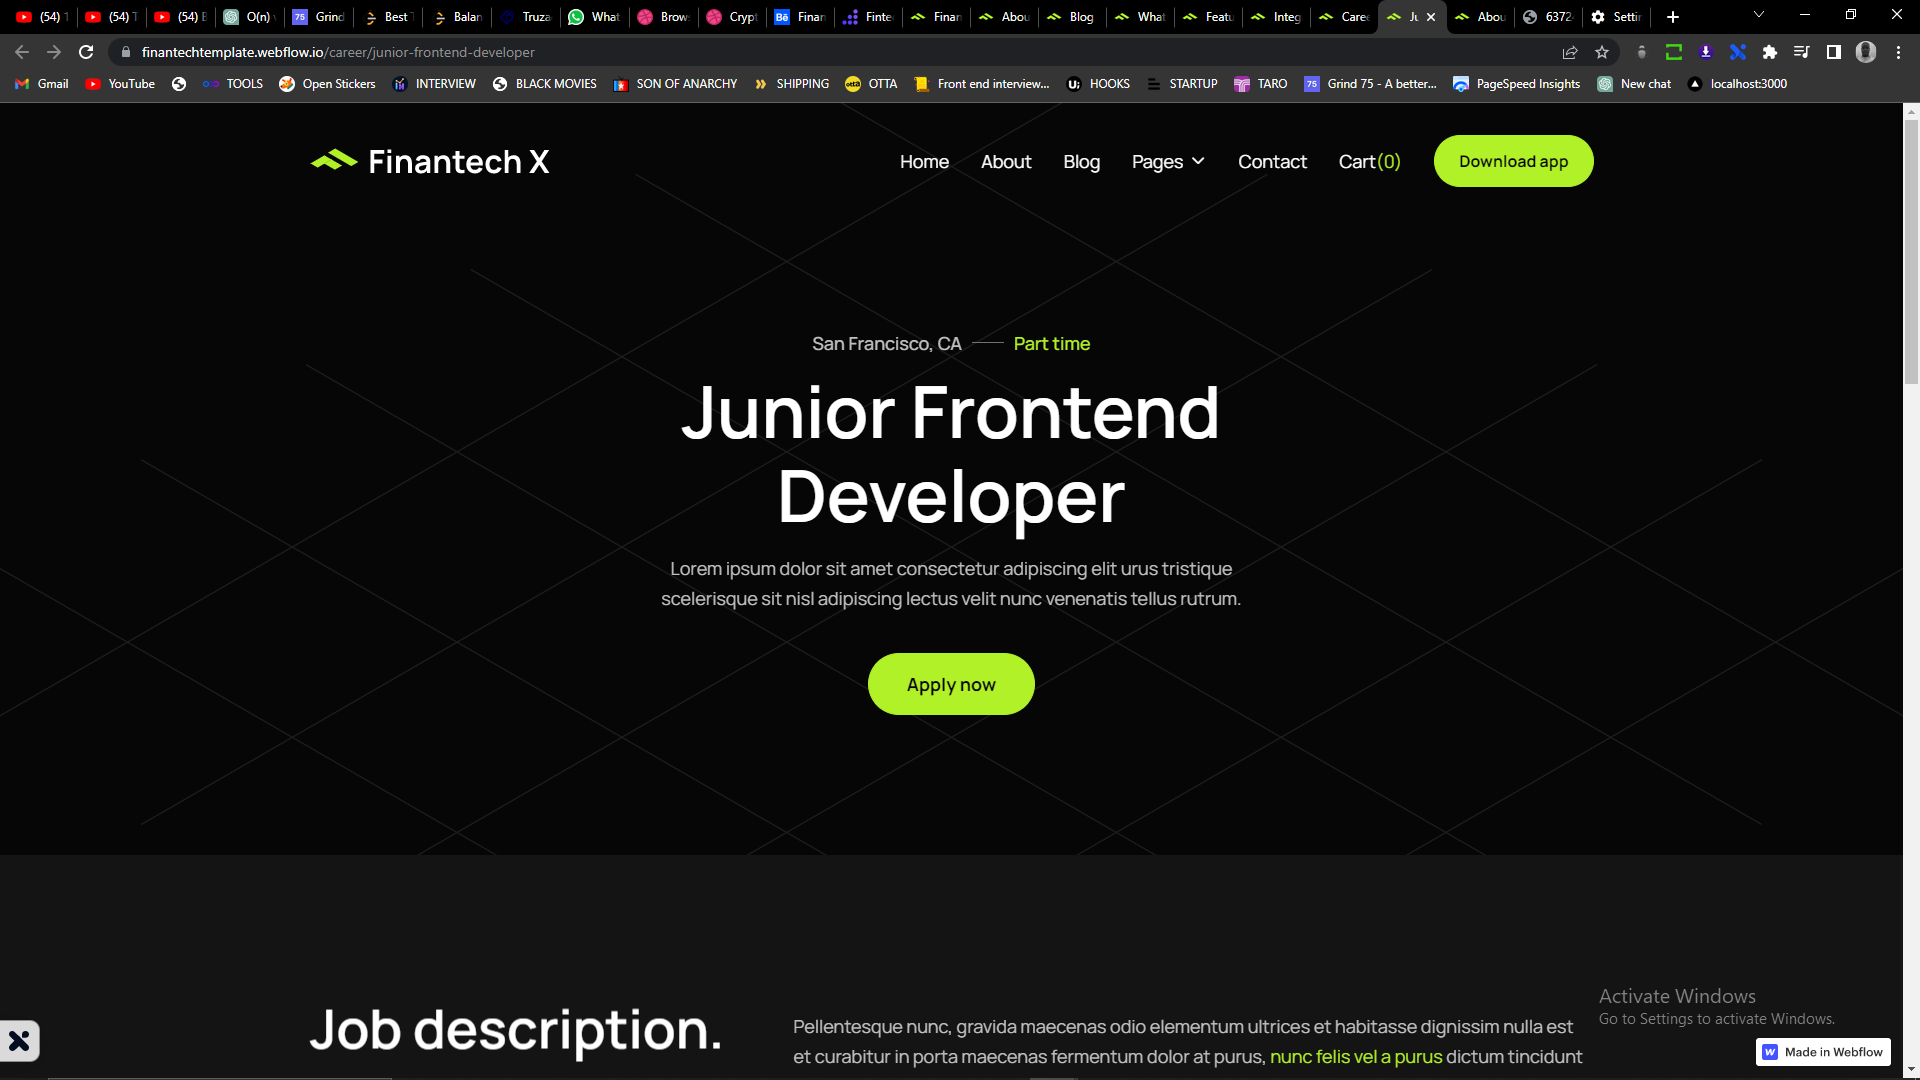 (54) T
(54) T
(54) B
O(n) v
Grind
Best T
Balan
Truza
What
Brow
Crypt
Finan
Finte
Finan
Abou
Blog
What
Featu
Integ
Caree
Ju
Abou
6372
Settin
finantechtemplate.webflow.io/career/junior-frontend-developer
Gmail YouTube TOOLS Open Stickers INTERVIEW BLACK MOVIES SON OF ANARCHY SHIPPING OTTA Front end interview... HOOKS STARTUP TARO Grind 75 - A better... PageSpeed Insights New chat localhost:3000
Finantech X
Home About Blog Pages Contact Cart(0) Download app
San Francisco, CA Part time
Junior Frontend
Developer
Lorem ipsum dolor sit amet consectetur adipiscing elit urus tristique
scelerisque sit nisl adipiscing lectus velit nunc venenatis tellus rutrum.
Apply now
Job description.
Pellentesque nunc, gravida maecenas odio elementum ultrices et habitasse dignissim nulla est
et curabitur in porta maecenas fermentum dolor at purus, nunc felis vel a purus dictum tincidunt
Activate Windows
Go to Settings to activate Windows.
Made in Webflow